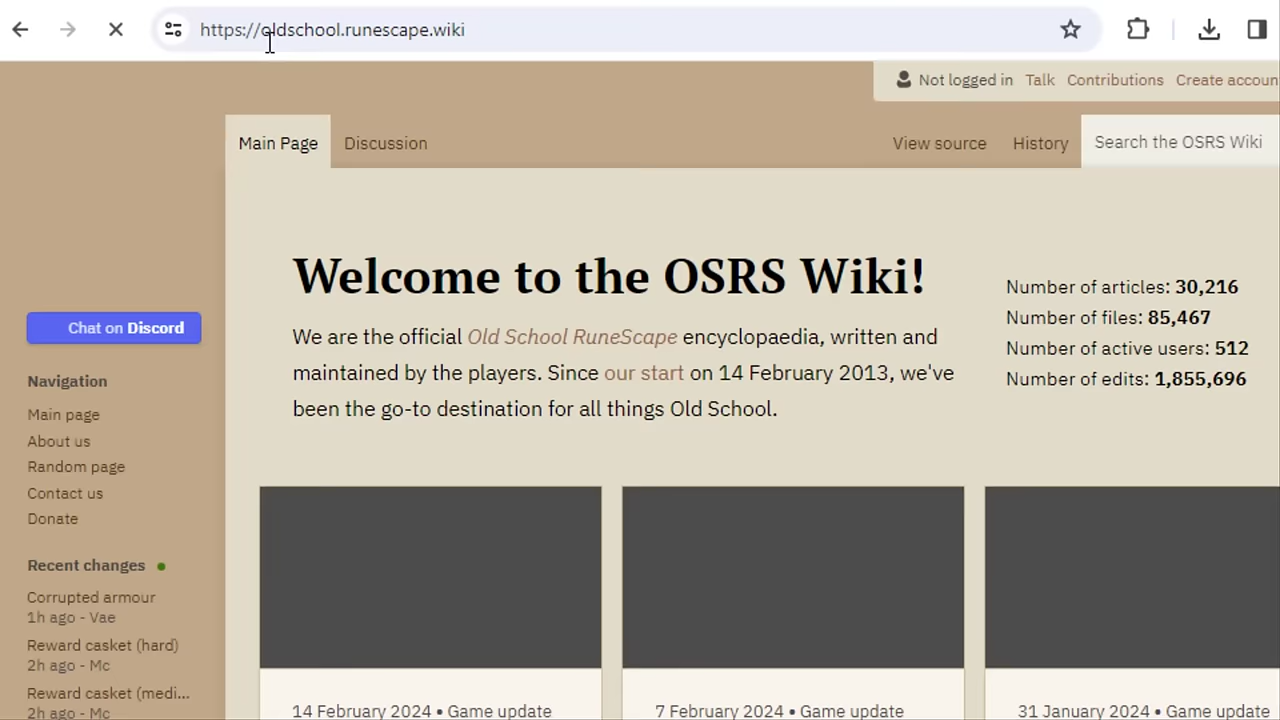 https://oldschool.runescape.wiki
Not logged in Talk Contributions Create accoun
Main Page Discussion View source History Search the OSRS Wiki
Welcome to the OSRS Wiki!
We are the official Old School RuneScape encyclopaedia, written and
maintained by the players. Since our start on 14 February 2013, we've
been the go-to destination for all things Old School.
Number of articles: 30,216
Number of files: 85,467
Number of active users: 512
Number of edits: 1,855,696
Chat on Discord
Navigation
Main page
About us
Random page
Contact us
Donate
Recent changes
Corrupted armour
1h ago - Vae
Reward casket (hard)
2h ago - Mc
Reward casket (medi...
2h ago - Mc
14 February 2024 • Game update
7 February 2024 • Game update
31 January 2024 • Game update